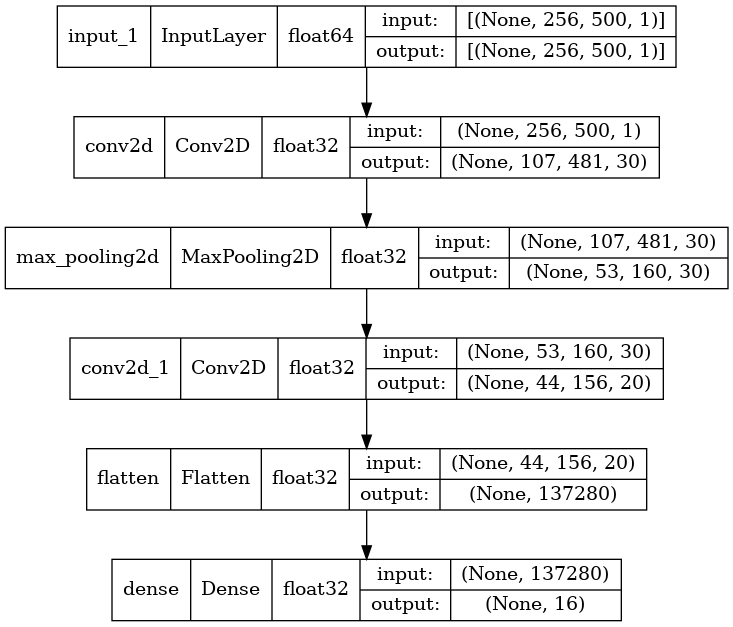 input_1 InputLayer float64 input: [(None, 256, 500, 1)]
output: [(None, 256, 500, 1)]
conv2d Conv2D float32 input: (None, 256, 500, 1)
output: (None, 107, 481, 30)
max_pooling2d MaxPooling2D float32 input: (None, 107, 481, 30)
output: (None, 53, 160, 30)
conv2d_1 Conv2D float32 input: (None, 53, 160, 30)
output: (None, 44, 156, 20)
flatten Flatten float32 input: (None, 44, 156, 20)
output: (None, 137280)
dense Dense float32 input: (None, 137280)
output: (None, 16)